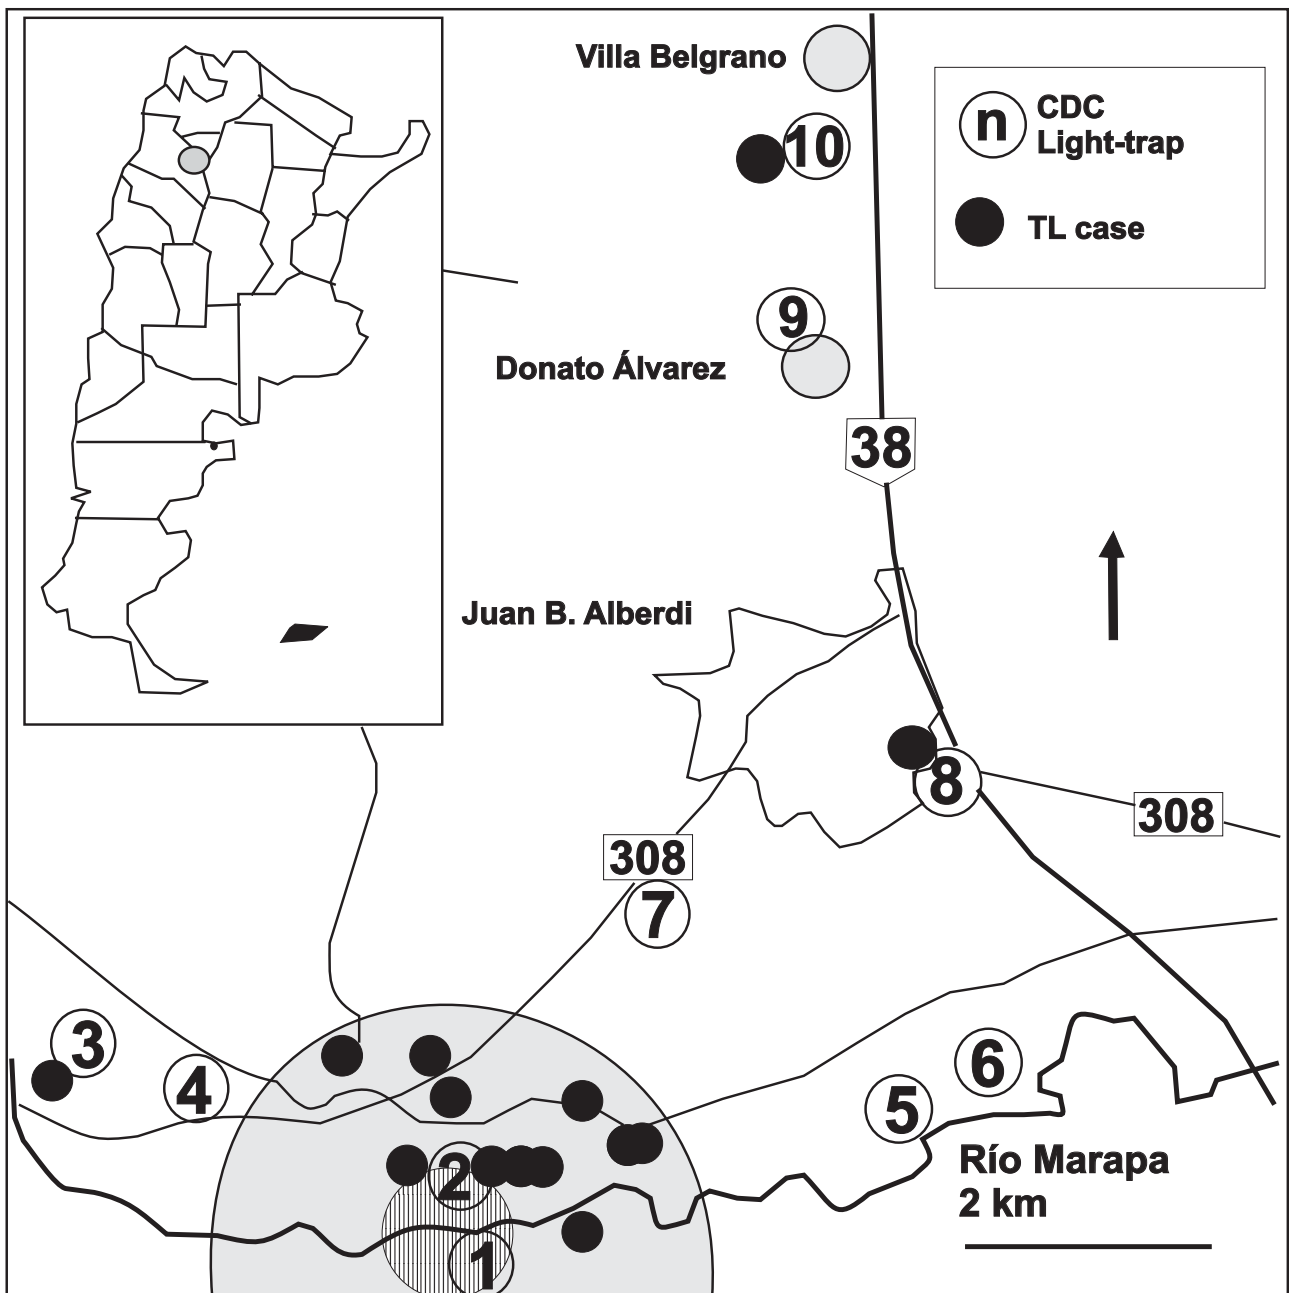 Villa Belgrano
10
n
CDC
Light-trap
TL case
9
Donato Álvarez
38
Juan B. Alberdi
8
308
308
7
3
4
6
5
2
Río Marapa
2 km
1